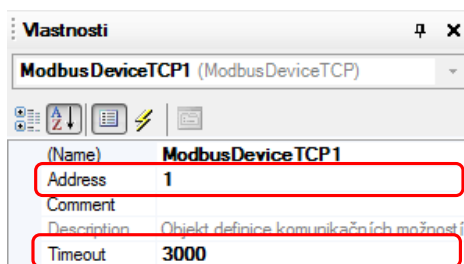 Vlastnosti
ModbusDeviceTCP1 (ModbusDeviceTCP)
(Name) ModbusDeviceTCP1
Address 1
Comment
Description Objekt definice komunikačních možností
Timeout 3000